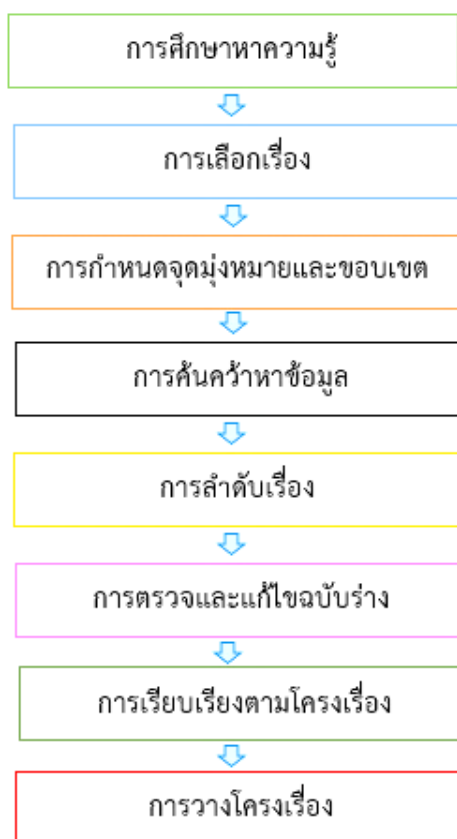 การศึกษาหาความรู้
การเลือกเรื่อง
การกำหนดจุดมุ่งหมายและขอบเขต
การค้นคว้าหาข้อมูล
การลำดับเรื่อง
การตรวจและแก้ไขฉบับร่าง
การเรียบเรียงตามโครงเรื่อง
การวางโครงเรื่อง